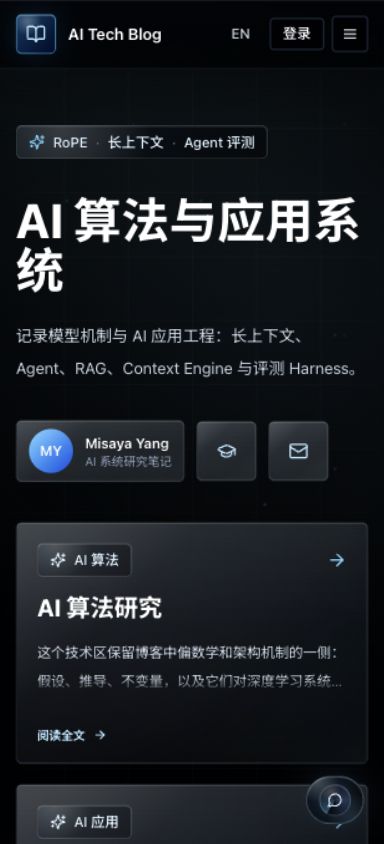 AI Tech Blog
EN
登录
RoPE · 长上下文 · Agent 评测
AI 算法与应用系
统
记录模型机制与 AI 应用工程：长上下文、
Agent、RAG、Context Engine 与评测 Harness。
MY
Misaya Yang
AI 系统研究笔记
AI 算法
AI 算法研究
这个技术区保留博客中偏数学和架构机制的一侧：
假设、推导、不变量，以及它们对深度学习系统...
阅读全文
AI 应用